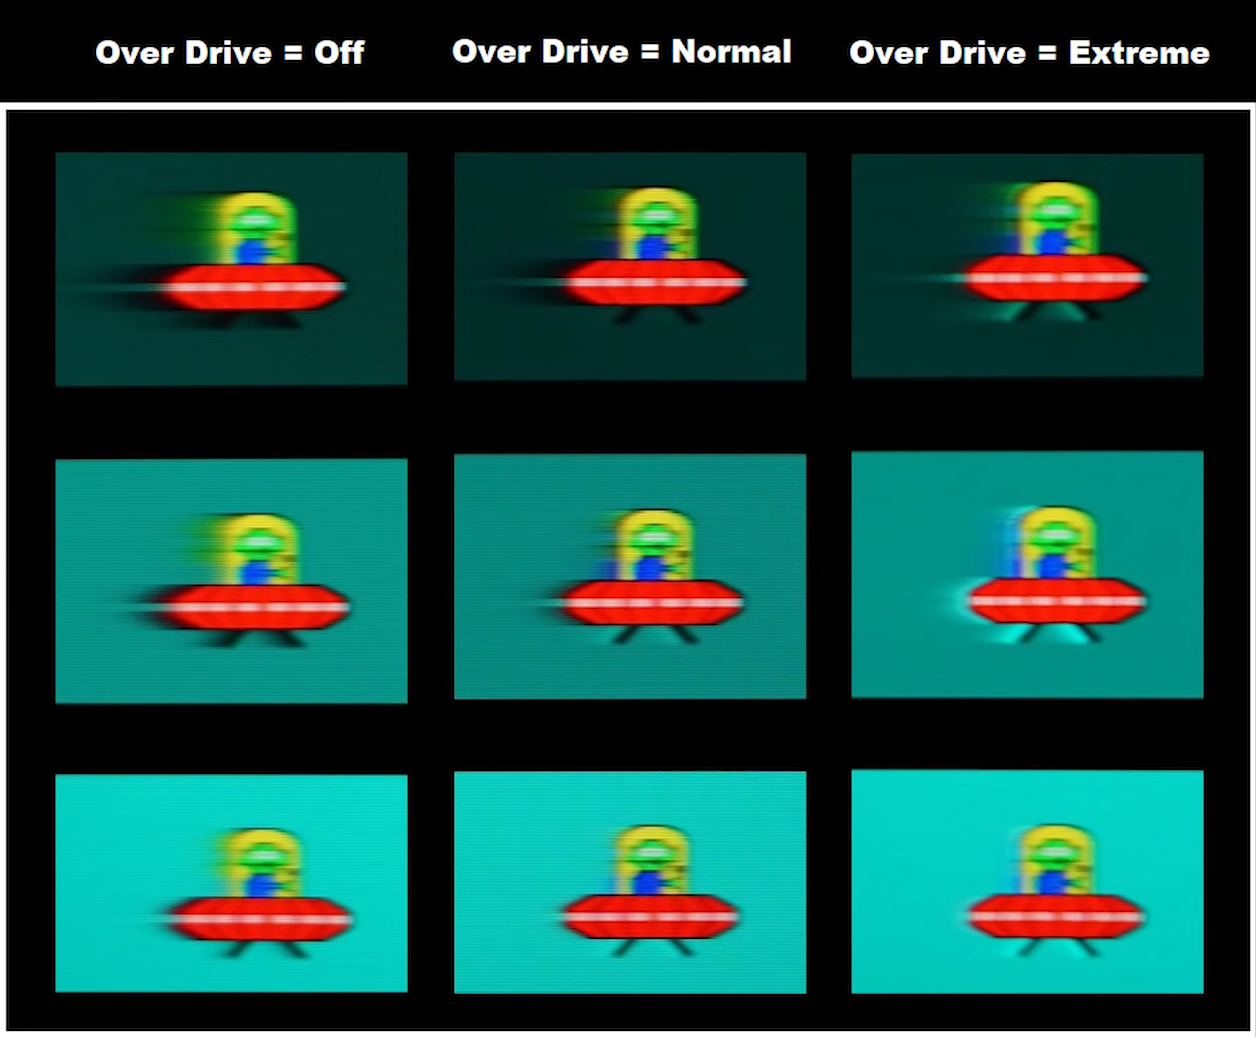 Over Drive = Off
Over Drive = Normal
Over Drive = Extreme